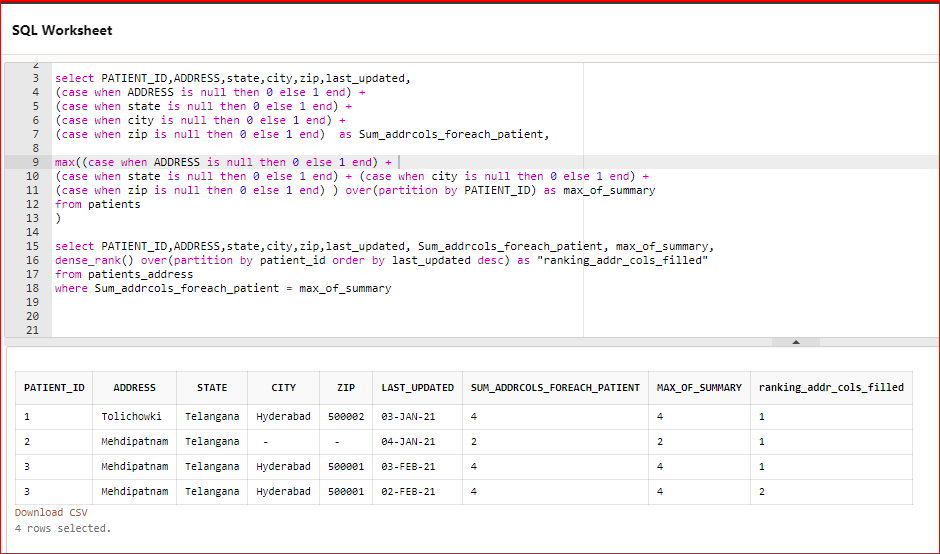 SQL Worksheet
2
3 select PATIENT_ID,ADDRESS,state,city,zip,last_updated,
4 (case when ADDRESS is null then 0 else 1 end) +
5 (case when state is null then 0 else 1 end) +
6 (case when city is null then 0 else 1 end) +
7 (case when zip is null then 0 else 1 end)  as Sum_addrcols_foreach_patient,
8
9 max((case when ADDRESS is null then 0 else 1 end) +
10 (case when state is null then 0 else 1 end) + (case when city is null then 0 else 1 end) +
11 (case when zip is null then 0 else 1 end) ) over(partition by PATIENT_ID) as max_of_summary
12 from patients
13 )
14
15 select PATIENT_ID,ADDRESS,state,city,zip,last_updated, Sum_addrcols_foreach_patient, max_of_summary,
16 dense_rank() over(partition by patient_id order by last_updated desc) as "ranking_addr_cols_filled"
17 from patients_address
18 where Sum_addrcols_foreach_patient = max_of_summary
19
20
21
PATIENT_ID ADDRESS STATE CITY ZIP LAST_UPDATED SUM_ADDRCOLS_FOREACH_PATIENT MAX_OF_SUMMARY ranking_addr_cols_filled
1 Tolichowki Telangana Hyderabad 500002 03-JAN-21 4 4 1
2 Mehdipatnam Telangana - - 04-JAN-21 2 2 1
3 Mehdipatnam Telangana Hyderabad 500001 03-FEB-21 4 4 1
3 Mehdipatnam Telangana Hyderabad 500001 02-FEB-21 4 4 2
Download CSV
4 rows selected.